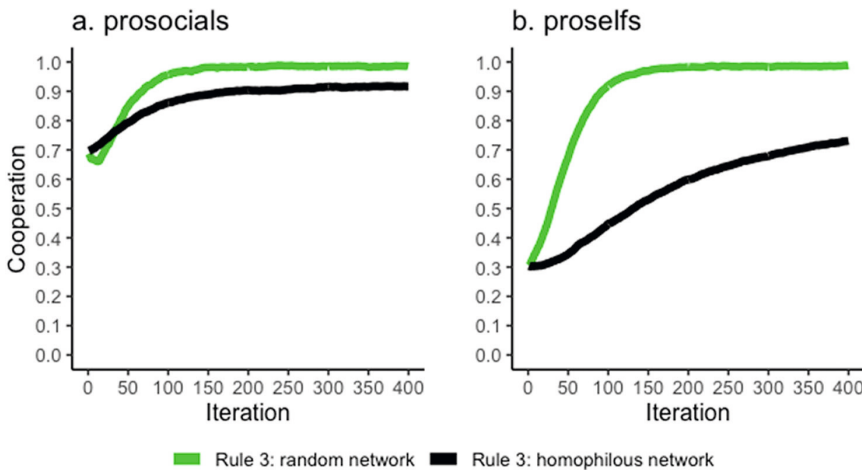 a. prosocials
b. proselfs
Cooperation
1.0
0.9
0.8
0.7
0.6
0.5
0.4
0.3
0.2
0.1
0.0
0 50 100 150 200 250 300 350 400
Iteration
1.0
0.9
0.8
0.7
0.6
0.5
0.4
0.3
0.2
0.1
0.0
0 50 100 150 200 250 300 350 400
Iteration
Rule 3: random network Rule 3: homophilous network